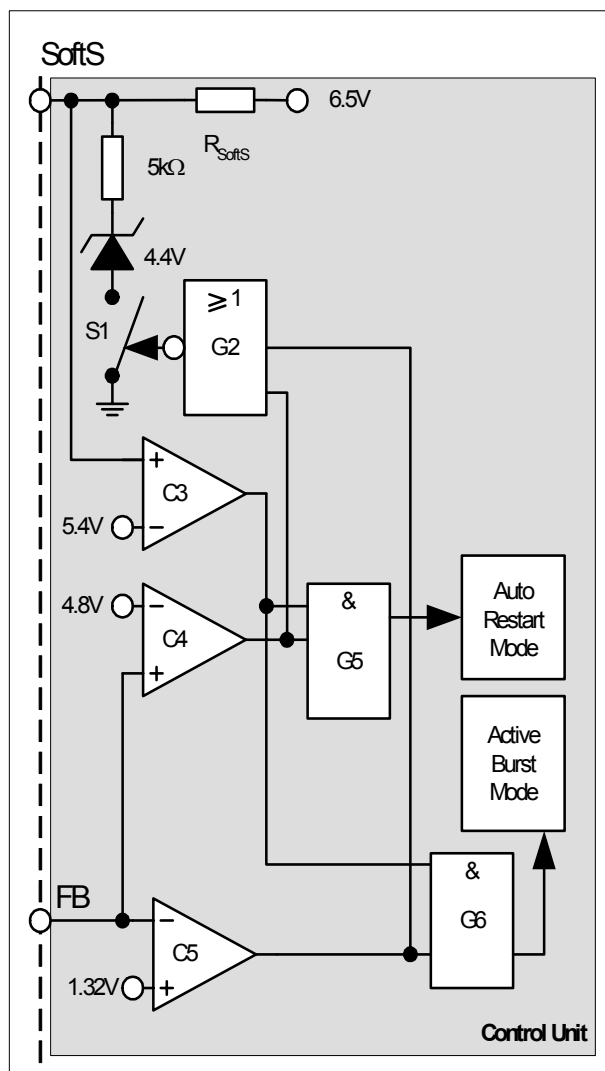 SoftS
6.5V
R_SoftS
5kΩ
4.4V
S1
≥1
G2
C3
5.4V
4.8V
C4
&
G5
Auto
Restart
Mode
Active
Burst
Mode
FB
&
G6
C5
1.32V
Control Unit